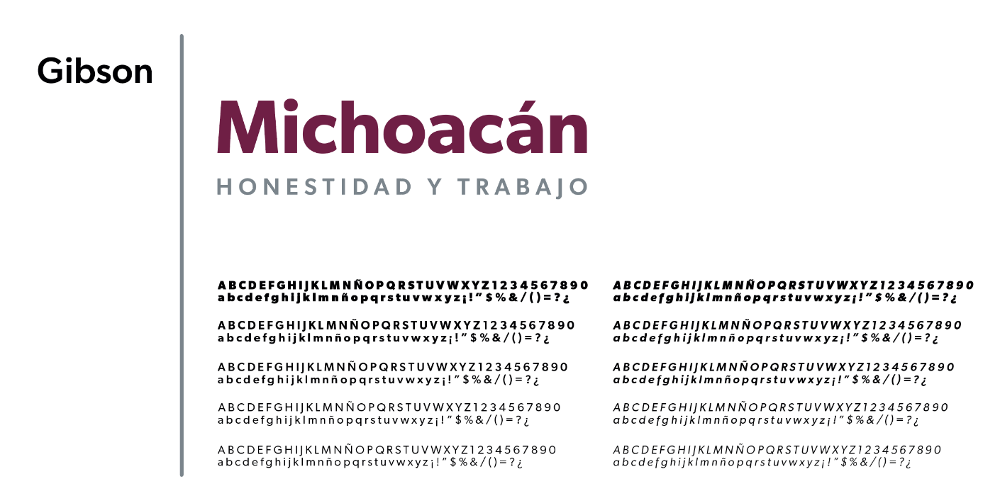 Gibson
Michoacán
HONESTIDAD Y TRABAJO
ABCDEFGHIJKLMNÑOPQRSTUVWXYZ1234567890
abcdefghijklmnñopqrstuvwxyz¡!”$%&/()=?¿
ABCDEFGHIJKLMNÑOPQRSTUVWXYZ1234567890
abcdefghijklmnñopqrstuvwxyz¡!”$%&/()=?¿
ABCDEFGHIJKLMNÑOPQRSTUVWXYZ1234567890
abcdefghijklmnñopqrstuvwxyz¡!”$%&/()=?¿
ABCDEFGHIJKLMNÑOPQRSTUVWXYZ1234567890
abcdefghijklmnñopqrstuvwxyz¡!”$%&/()=?¿
ABCDEFGHIJKLMNÑOPQRSTUVWXYZ1234567890
abcdefghijklmnñopqrstuvwxyz¡!”$%&/()=?¿
ABCDEFGHIJKLMNÑOPQRSTUVWXYZ1234567890
abcdefghijklmnñopqrstuvwxyz¡!”$%&/()=?¿
ABCDEFGHIJKLMNÑOPQRSTUVWXYZ1234567890
abcdefghijklmnñopqrstuvwxyz¡!”$%&/()=?¿
ABCDEFGHIJKLMNÑOPQRSTUVWXYZ1234567890
abcdefghijklmnñopqrstuvwxyz¡!”$%&/()=?¿
ABCDEFGHIJKLMNÑOPQRSTUVWXYZ1234567890
abcdefghijklmnñopqrstuvwxyz¡!”$%&/()=?¿
ABCDEFGHIJKLMNÑOPQRSTUVWXYZ1234567890
abcdefghijklmnñopqrstuvwxyz¡!”$%&/()=?¿